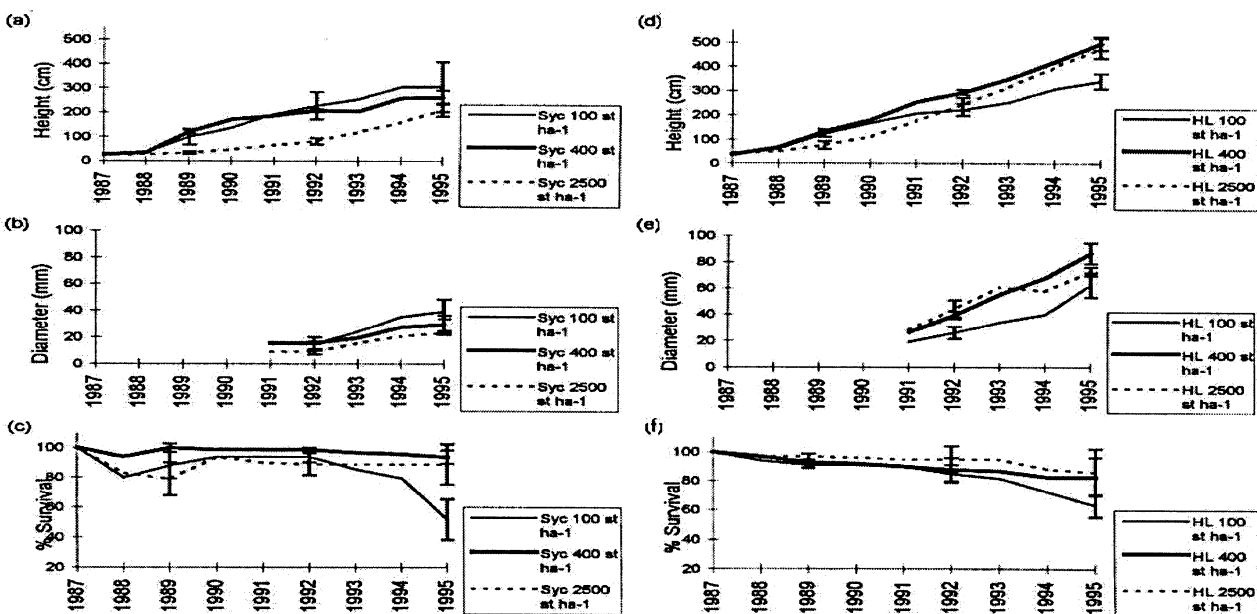 (a)
Height (cm)
500
400
300
200
100
0
1987
1988
1989
1990
1991
1992
1993
1994
1995
Syc 100 st
ha-1
Syc 400 st
ha-1
Syc 2500
st ha-1
(b)
Diameter (mm)
100
80
60
40
20
0
1987
1988
1989
1990
1991
1992
1993
1994
1995
Syc 100 st
ha-1
Syc 400 st
ha-1
Syc 2500
st ha-1
(c)
% Survival
100
80
60
40
20
1987
1988
1989
1990
1991
1992
1993
1994
1995
Syc 100 st
ha-1
Syc 400 st
ha-1
Syc 2500
st ha-1
(d)
Height (cm)
500
400
300
200
100
0
1987
1988
1989
1990
1991
1992
1993
1994
1995
HL 100
st ha-1
HL 400
st ha-1
HL 2500
st ha-1
(e)
Diameter (mm)
100
80
60
40
20
0
1987
1988
1989
1990
1991
1992
1993
1994
1995
HL 100 st
ha-1
HL 400 st
ha-1
HL 2500
st ha-1
(f)
% Survival
100
80
60
40
20
1987
1988
1989
1990
1991
1992
1993
1994
1995
HL 100
st ha-1
HL 400
st ha-1
HL 2500
st ha-1